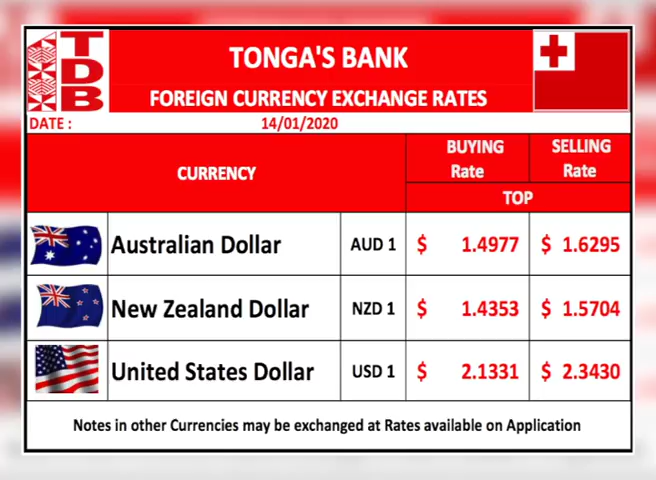 TDB
TONGA'S BANK
FOREIGN CURRENCY EXCHANGE RATES
DATE : 14/01/2020
CURRENCY
BUYING Rate
SELLING Rate
TOP
Australian Dollar AUD 1 $ 1.4977 $ 1.6295
New Zealand Dollar NZD 1 $ 1.4353 $ 1.5704
United States Dollar USD 1 $ 2.1331 $ 2.3430
Notes in other Currencies may be exchanged at Rates available on Application